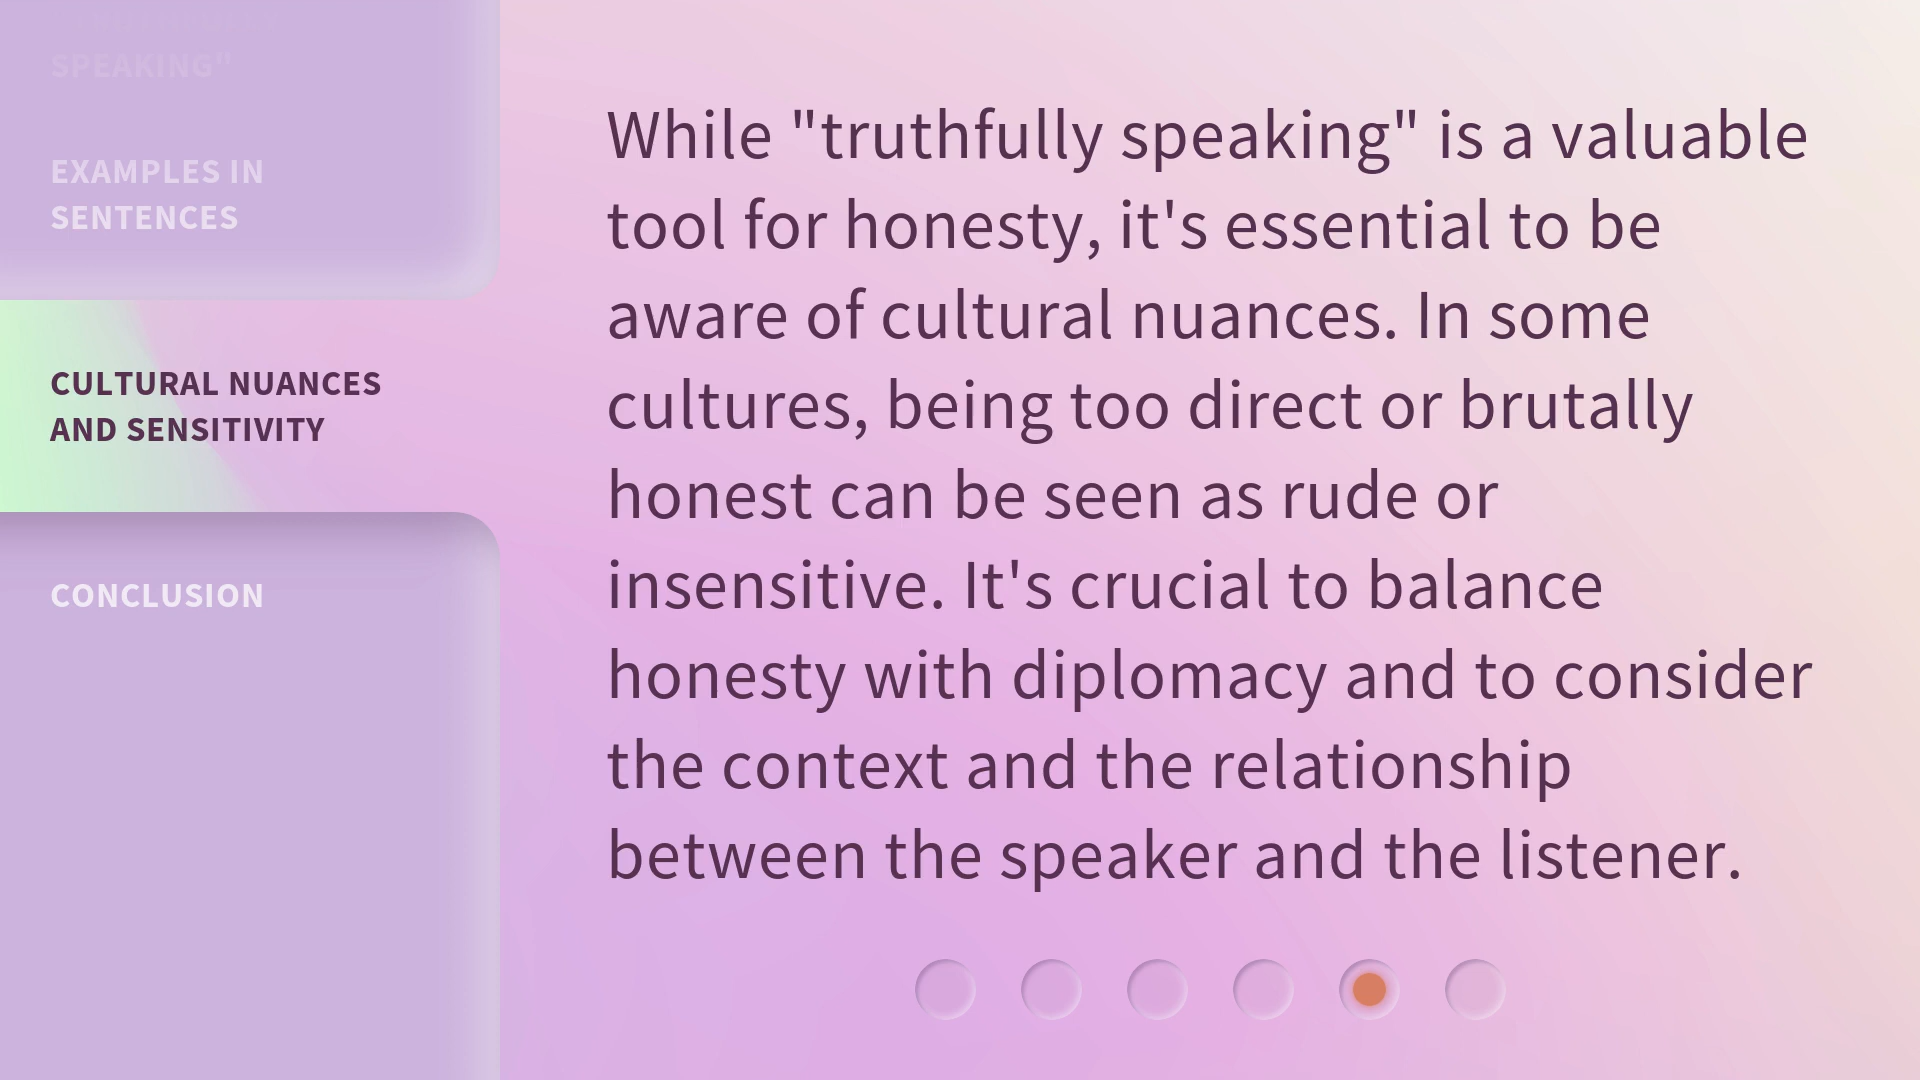 SPEAKING"
EXAMPLES IN
SENTENCES
CULTURAL NUANCES
AND SENSITIVITY
CONCLUSION
While "truthfully speaking" is a valuable
tool for honesty, it's essential to be
aware of cultural nuances. In some
cultures, being too direct or brutally
honest can be seen as rude or
insensitive. It's crucial to balance
honesty with diplomacy and to consider
the context and the relationship
between the speaker and the listener.